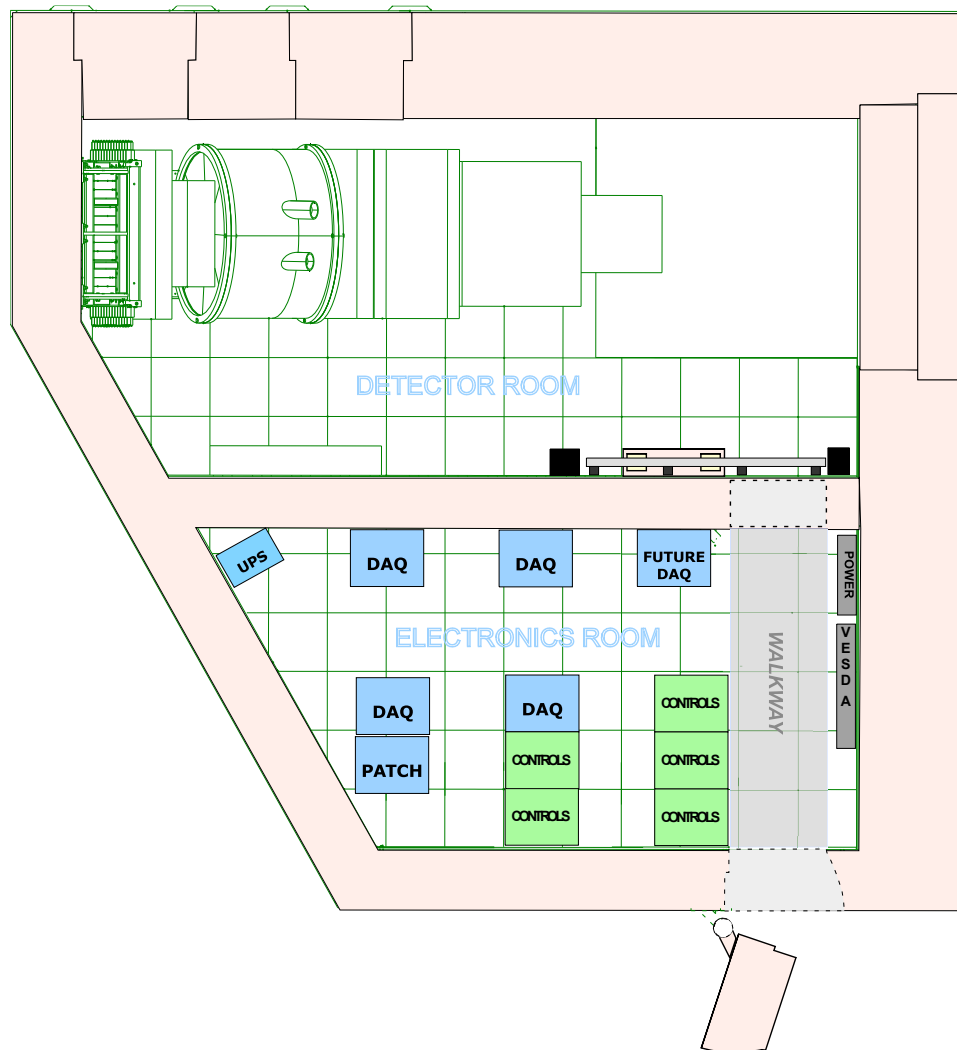 DETECTOR ROOM
UPS
DAQ
DAQ
FUTURE
DAQ
POWER
ELECTRONICS ROOM
WALKWAY
VESDA
DAQ
DAQ
CONTROLS
PATCH
CONTROLS
CONTROLS
CONTROLS
CONTROLS